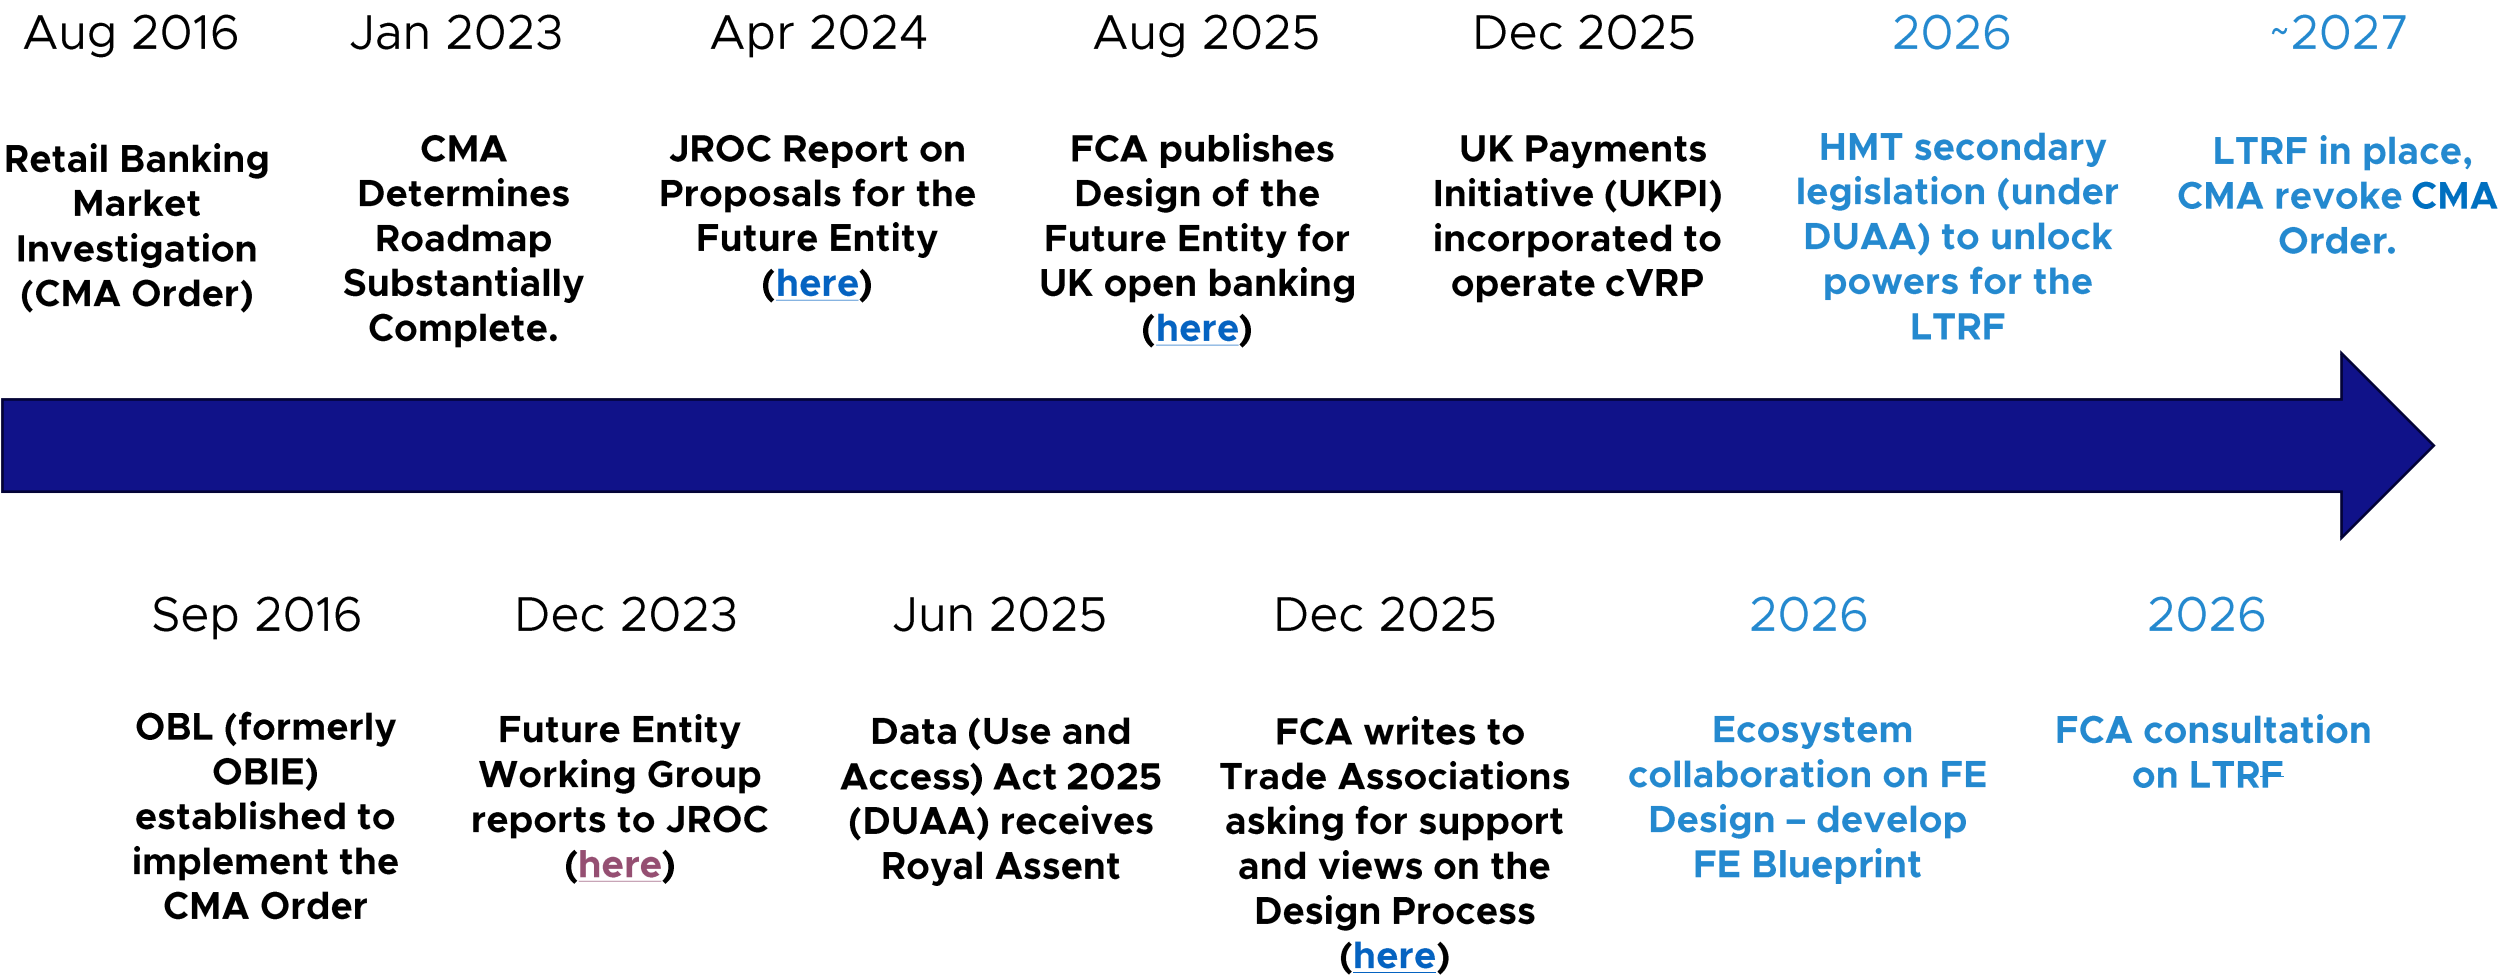 Aug 2016
Retail Banking
Market
Investigation
(CMA Order)
Jan 2023
CMA
Determines
Roadmap
Substantially
Complete.
Apr 2024
JROC Report on
Proposals for the
Future Entity
(here)
Aug 2025
FCA publishes
Design of the
Future Entity for
UK open banking
(here)
Dec 2025
UK Payments
Initiative (UKPI)
incorporated to
operate cVRP
2026
HMT secondary
legislation (under
DUAA) to unlock
powers for the
LTRF
~2027
LTRF in place,
CMA revoke CMA
Order.
Sep 2016
OBL (formerly
OBIE)
established to
implement the
CMA Order
Dec 2023
Future Entity
Working Group
reports to JROC
(here)
Jun 2025
Data (Use and
Access) Act 2025
(DUAA) receives
Royal Assent
Dec 2025
FCA writes to
Trade Associations
asking for support
and views on the
Design Process
(here)
2026
Ecosystem
collaboration on FE
Design – develop
FE Blueprint
2026
FCA consultation
on LTRF